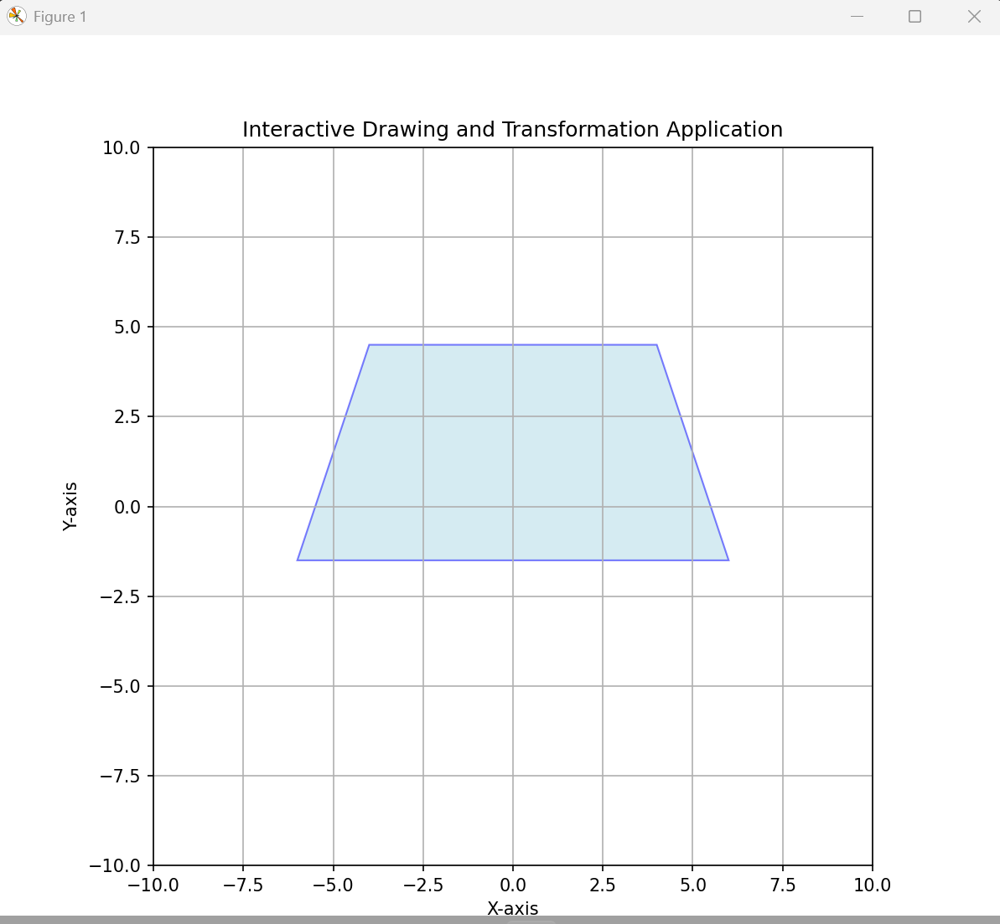 Figure 1
Interactive Drawing and Transformation Application
10.0
7.5
5.0
2.5
0.0
−2.5
−5.0
−7.5
−10.0
Y-axis
−10.0 −7.5 −5.0 −2.5 0.0 2.5 5.0 7.5 10.0
X-axis